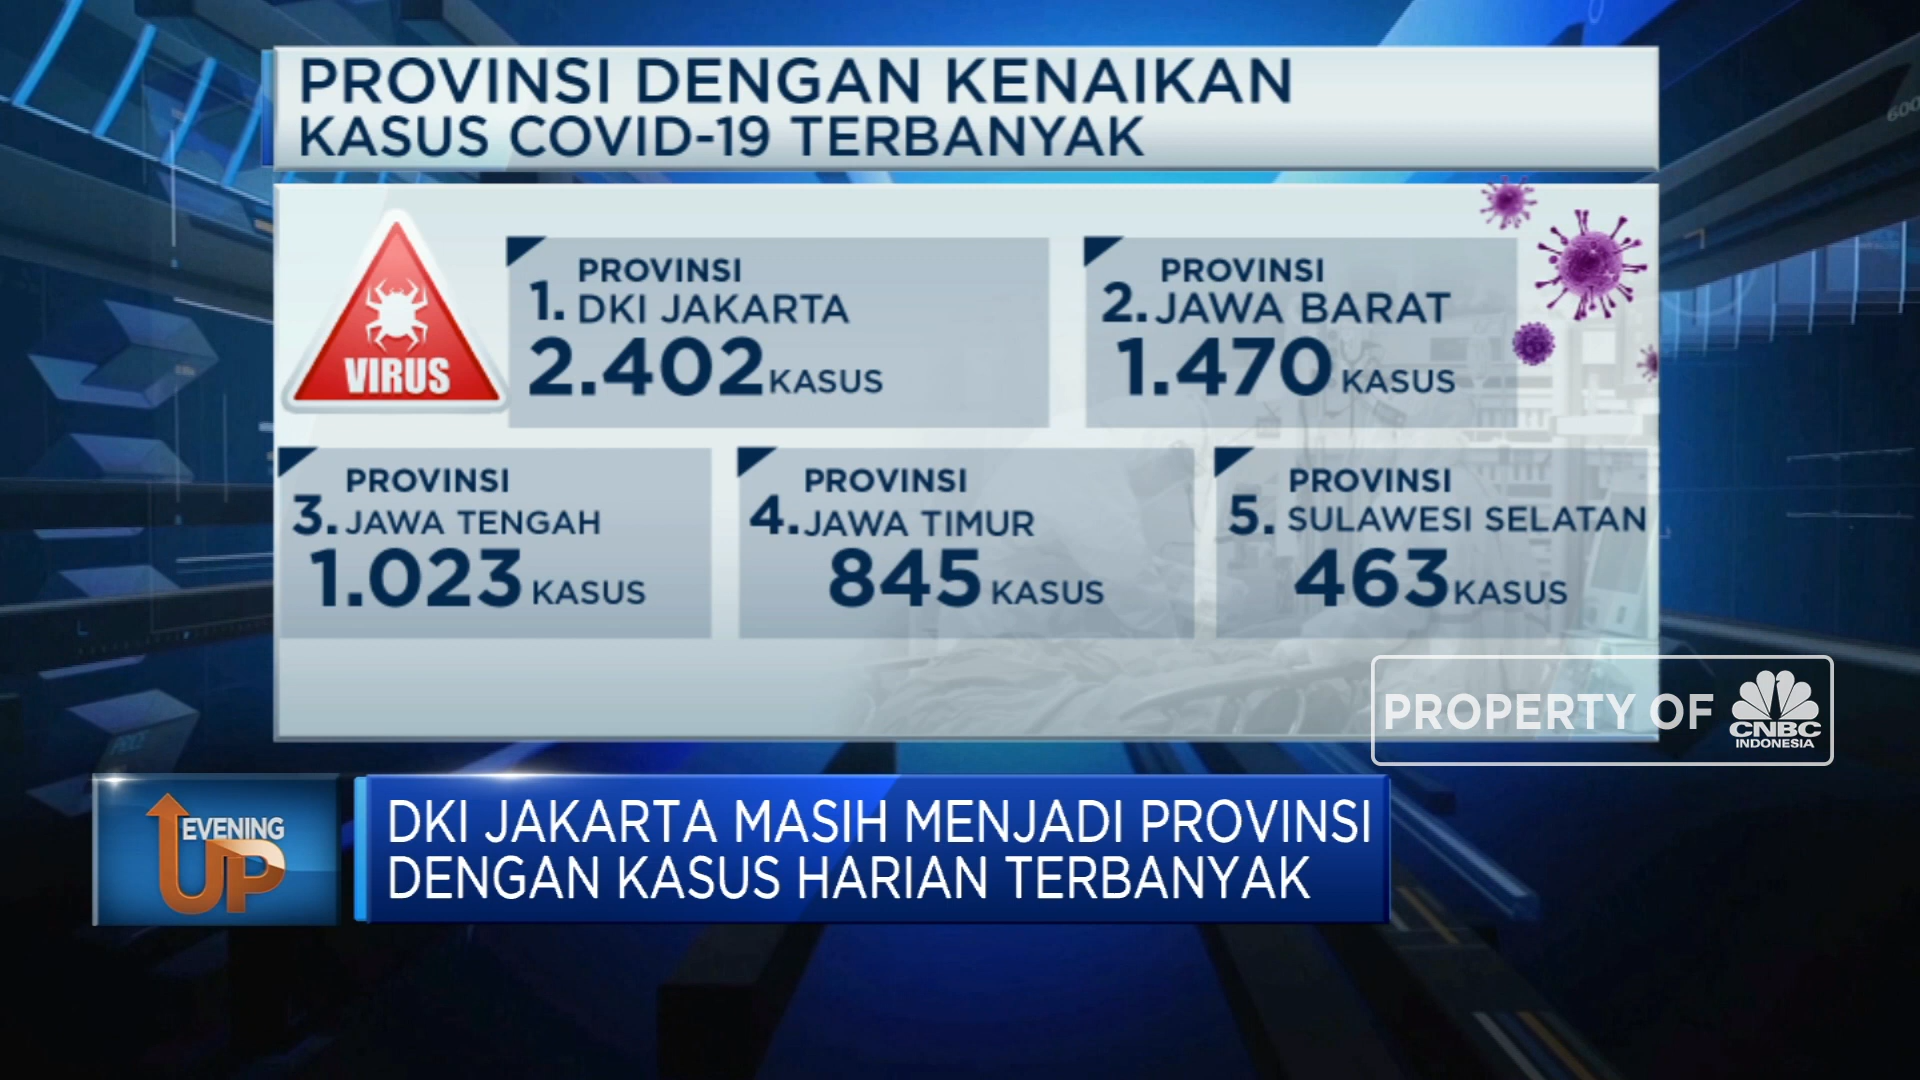 PROVINSI DENGAN KENAIKAN
KASUS COVID-19 TERBANYAK
600
VIRUS
PROVINSI
1. DKI JAKARTA
2.402 KASUS
PROVINSI
2. JAWA BARAT
1.470 KASUS
PROVINSI
3. JAWA TENGAH
1.023 KASUS
PROVINSI
4. JAWA TIMUR
845 KASUS
PROVINSI
5. SULAWESI SELATAN
463 KASUS
PROPERTY OF
CNBC
INDONESIA
EVENING
UP
DKI JAKARTA MASIH MENJADI PROVINSI
DENGAN KASUS HARIAN TERBANYAK